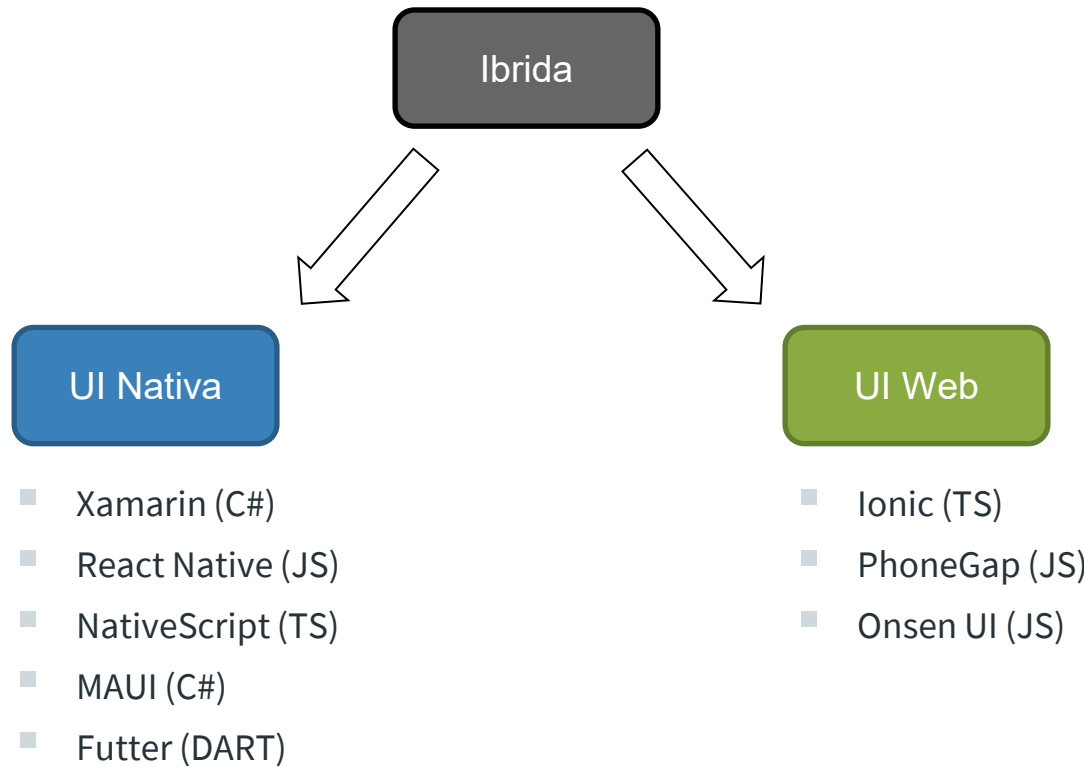 Ibrida
UI Nativa
Xamarin (C#)
React Native (JS)
NativeScript (TS)
MAUI (C#)
Futter (DART)
UI Web
Ionic (TS)
PhoneGap (JS)
Onsen UI (JS)